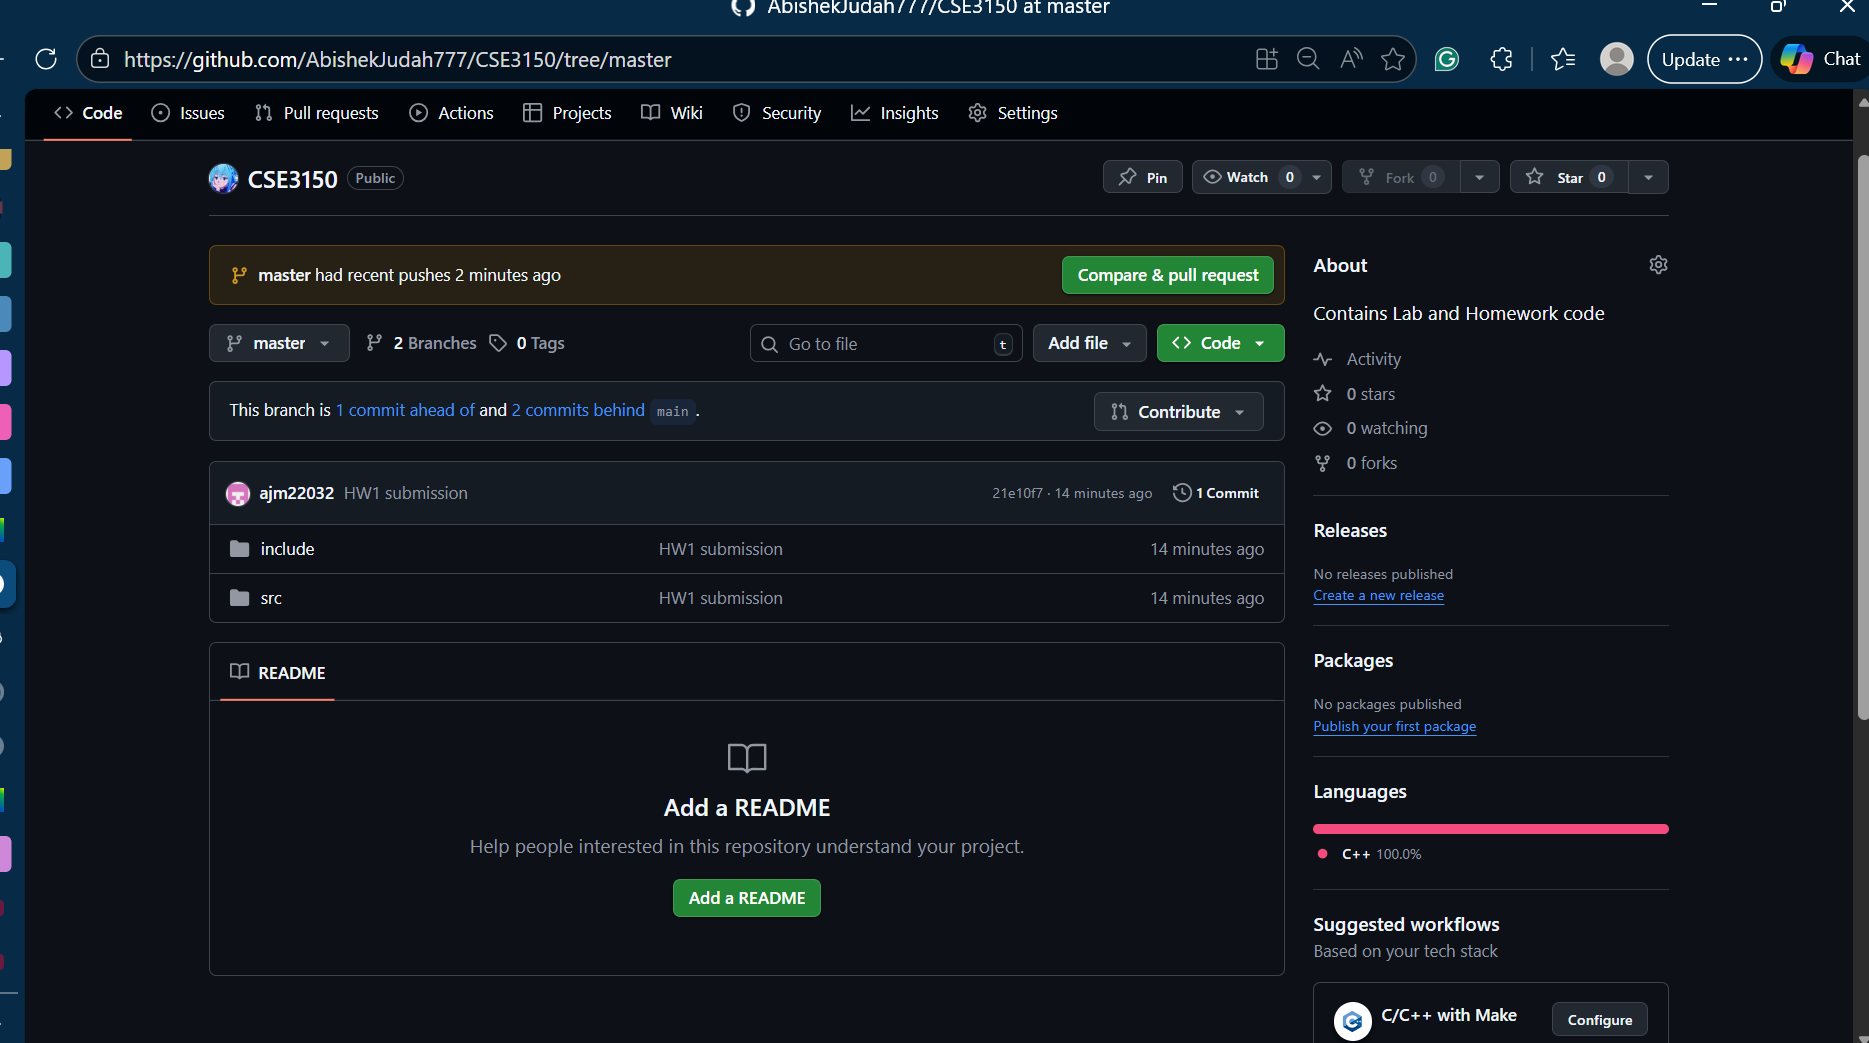 AbishekJudah777/CSE3150 at master
https://github.com/AbishekJudah777/CSE3150/tree/master
Update
Chat
Code Issues Pull requests Actions Projects Wiki Security Insights Settings
CSE3150 Public
Pin Watch 0 Fork 0 Star 0
master had recent pushes 2 minutes ago
Compare & pull request
master 2 Branches 0 Tags
Go to file t
Add file
Code
This branch is 1 commit ahead of and 2 commits behind main .
Contribute
ajm22032 HW1 submission 21e10f7 · 14 minutes ago 1 Commit
include HW1 submission 14 minutes ago
src HW1 submission 14 minutes ago
README
Add a README
Help people interested in this repository understand your project.
Add a README
About
Contains Lab and Homework code
Activity
0 stars
0 watching
0 forks
Releases
No releases published
Create a new release
Packages
No packages published
Publish your first package
Languages
C++ 100.0%
Suggested workflows
Based on your tech stack
C/C++ with Make
Configure